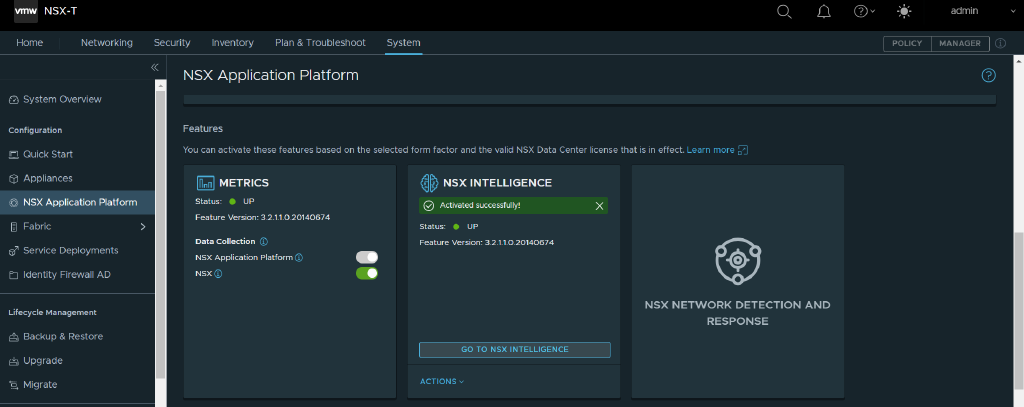 vmw NSX-T
admin
Home Networking Security Inventory Plan & Troubleshoot System
POLICY MANAGER
NSX Application Platform
System Overview
Configuration
Quick Start
Appliances
NSX Application Platform
Fabric
Service Deployments
Identity Firewall AD
Lifecycle Management
Backup & Restore
Upgrade
Migrate
Features
You can activate these features based on the selected form factor and the valid NSX Data Center license that is in effect. Learn more
METRICS
Status: UP
Feature Version: 3.2.1.1.0.20140674
Data Collection
NSX Application Platform
NSX
NSX INTELLIGENCE
Activated successfully!
Status: UP
Feature Version: 3.2.1.1.0.20140674
GO TO NSX INTELLIGENCE
ACTIONS
NSX NETWORK DETECTION AND
RESPONSE